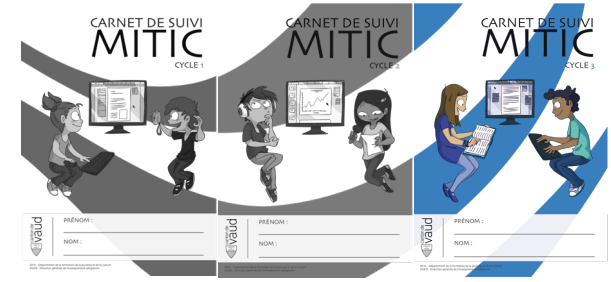 CARNET DE SUIVI
MITIC
CYCLE 1
PRÉNOM :
NOM :
vaud
CARNET DE SUIVI
MITIC
CYCLE 2
PRÉNOM :
NOM :
vaud
CARNET DE SUIVI
MITIC
CYCLE 3
PRÉNOM :
NOM :
vaud